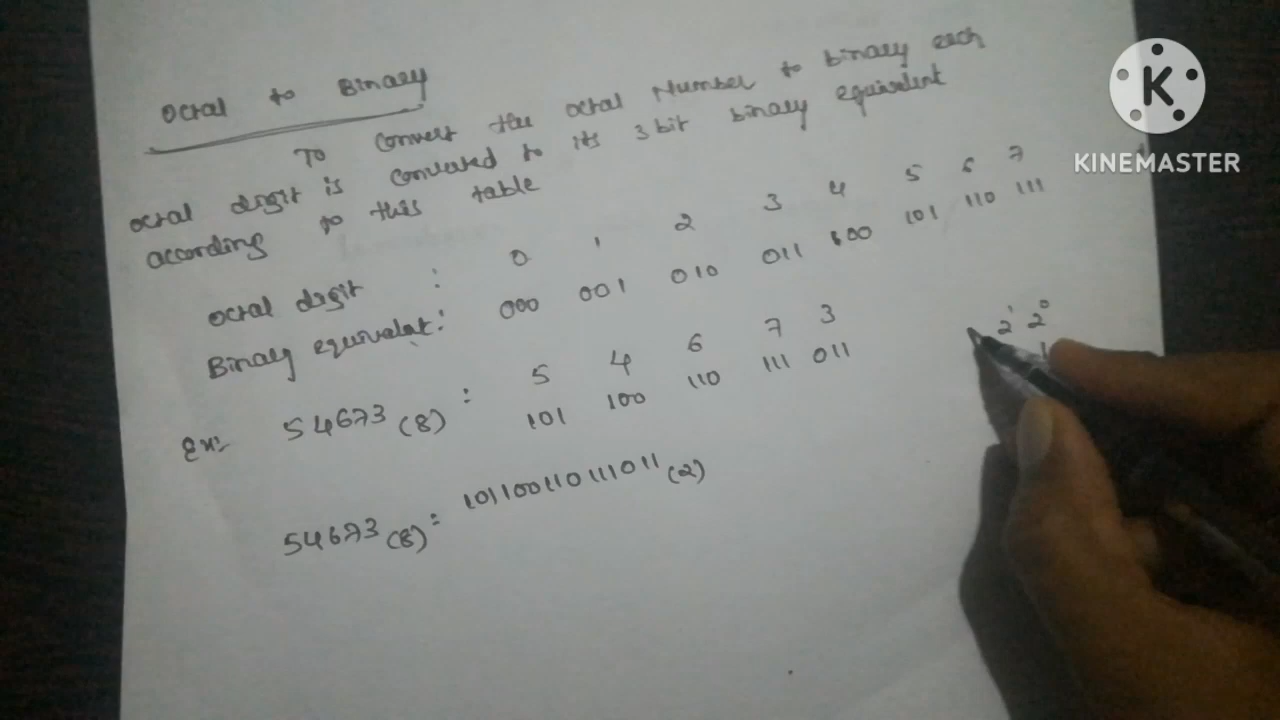 Octal to Binary
To convert the octal Number to binary each
octal digit is converted to its 3 bit binary equivalent
according to this table
octal digit : 0 1 2 3 4 5 6 7
Binary equivalent: 000 001 010 011 100 101 110 111
Ex:- 54673 (8) : 5 4 6 7 3
101 100 110 111 011
54673 (8) = 101100110111011 (2)
2¹ 2⁰
1
KINEMASTER